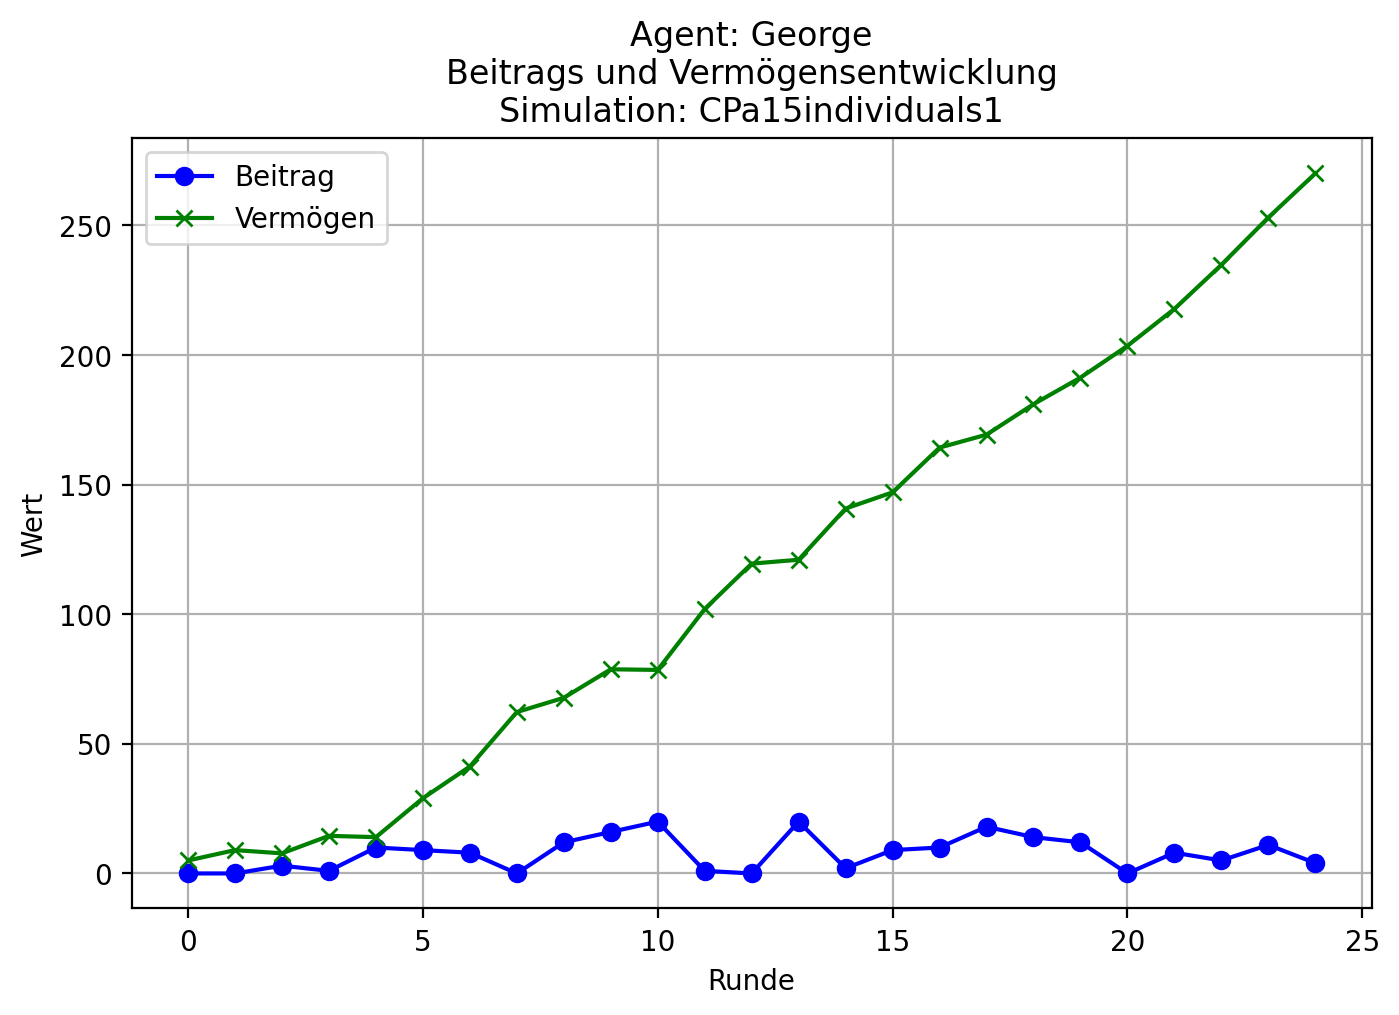 Agent: George
Beitrags und Vermögensentwicklung
Simulation: CPa15individuals1
Beitrag
Vermögen
250
200
150
100
50
0
Wert
0 5 10 15 20 25
Runde